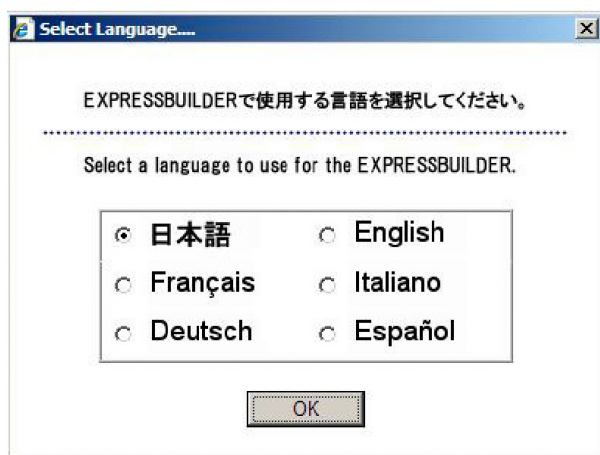 Select Language....
EXPRESSBUILDERで使用する言語を選択してください。
Select a language to use for the EXPRESSBUILDER.
日本語 English
Français Italiano
Deutsch Español
OK